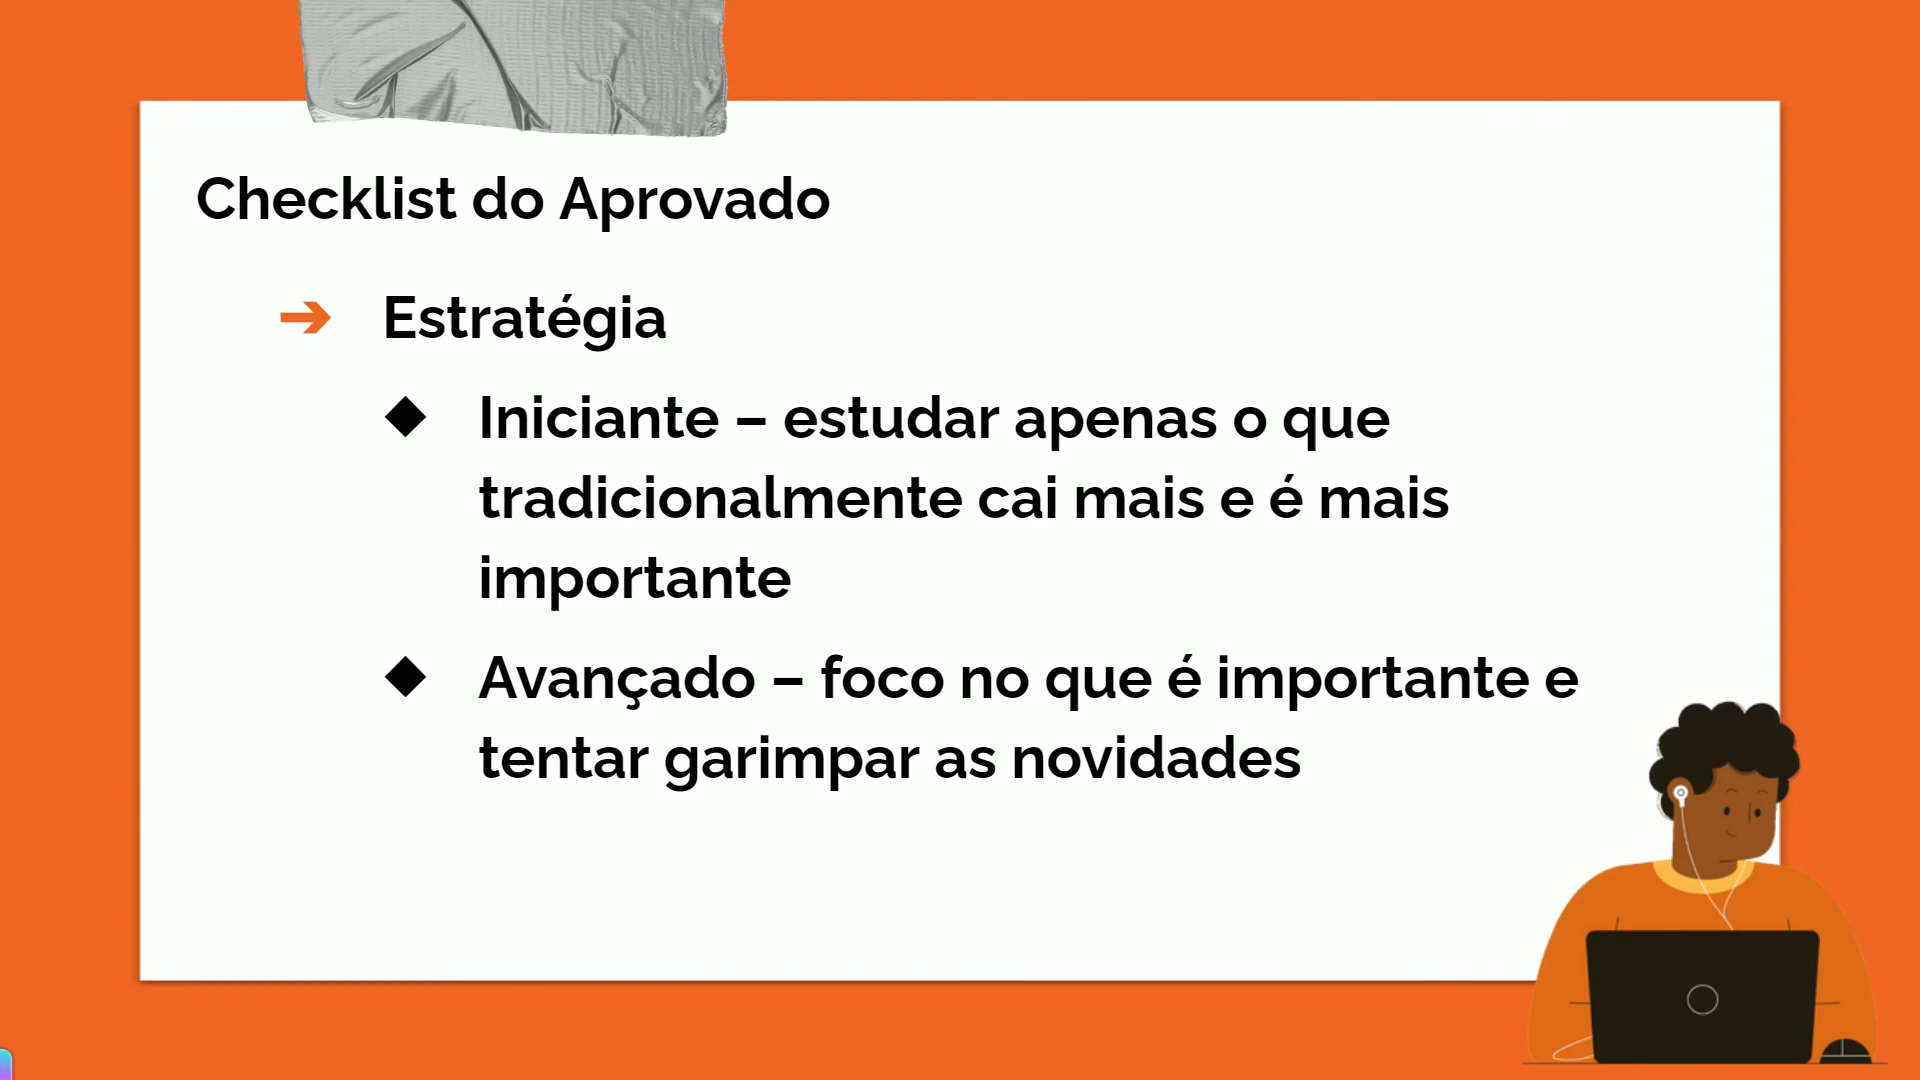 Checklist do Aprovado
➔ Estratégia
◆ Iniciante – estudar apenas o que
tradicionalmente cai mais e é mais
importante
◆ Avançado – foco no que é importante e
tentar garimpar as novidades